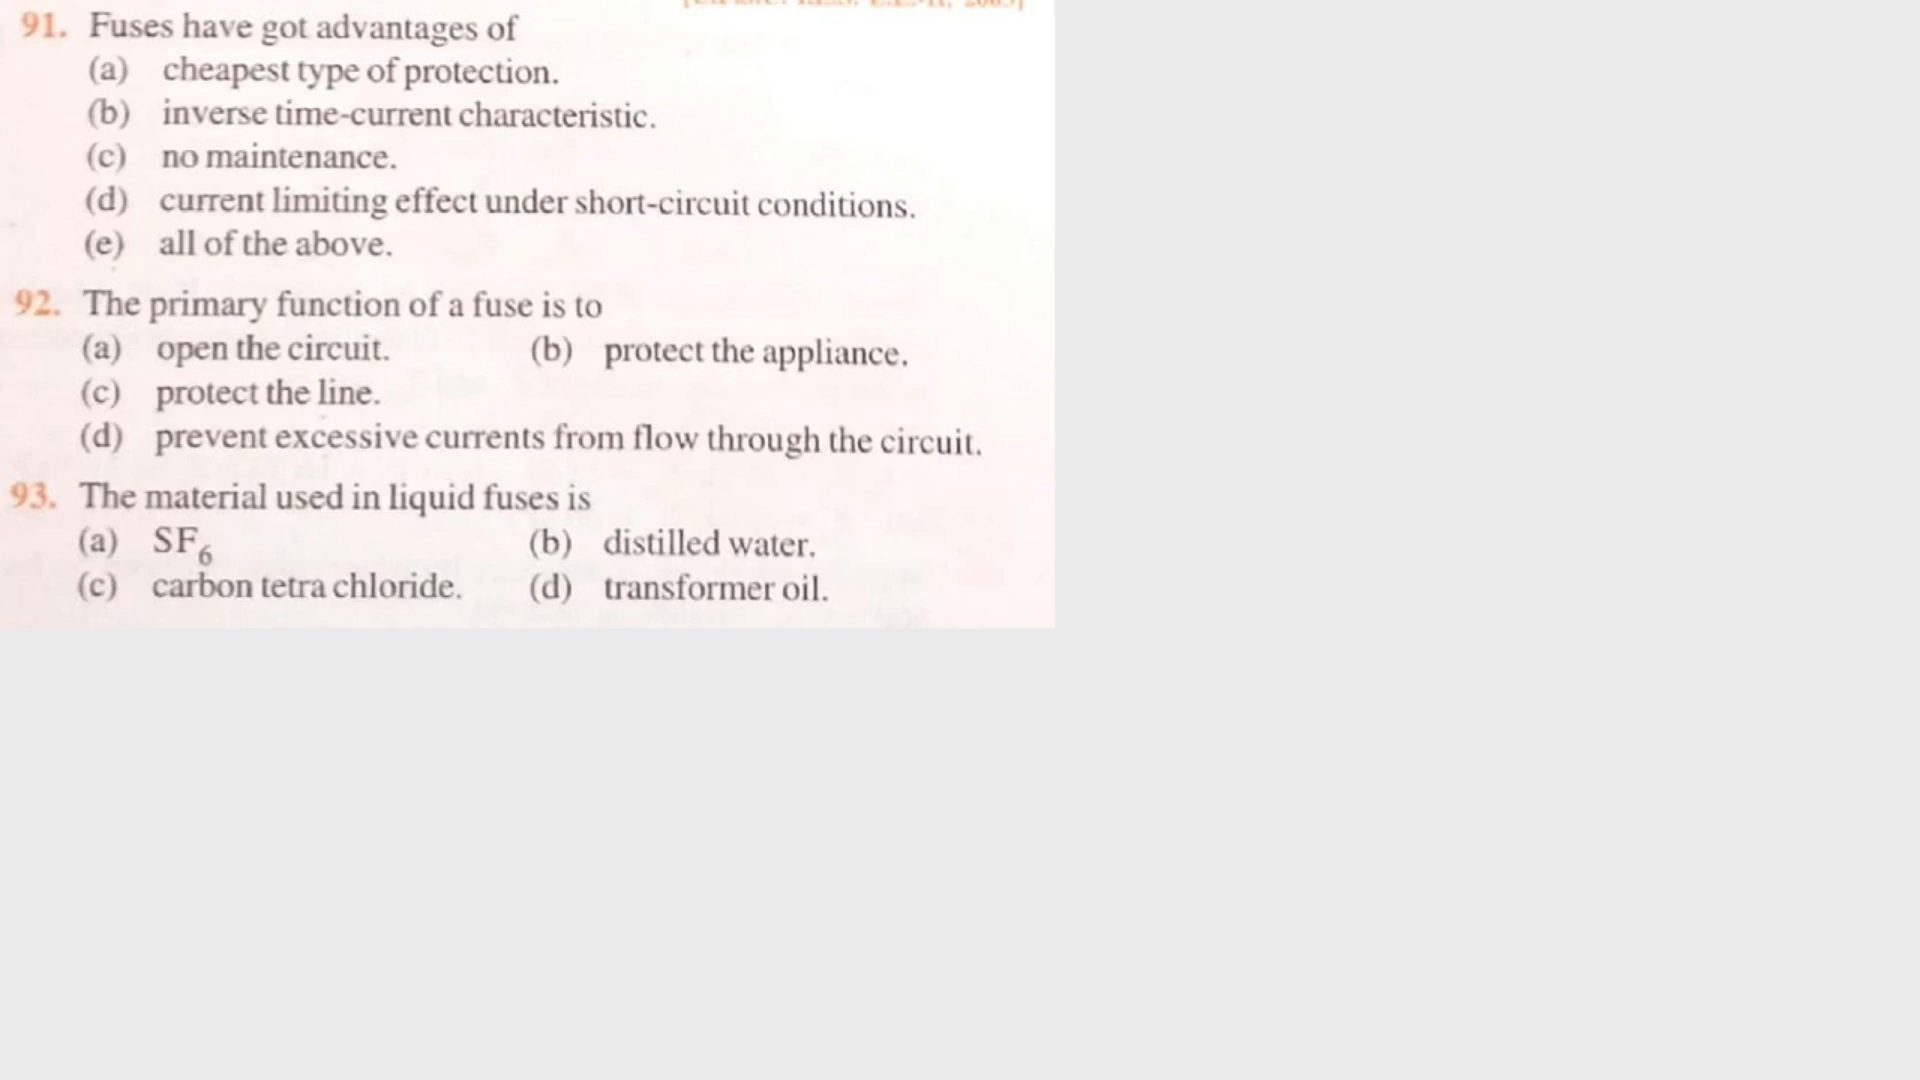 91. Fuses have got advantages of
(a) cheapest type of protection.
(b) inverse time-current characteristic.
(c) no maintenance.
(d) current limiting effect under short-circuit conditions.
(e) all of the above.
92. The primary function of a fuse is to
(a) open the circuit. (b) protect the appliance.
(c) protect the line.
(d) prevent excessive currents from flow through the circuit.
93. The material used in liquid fuses is
(a) SF6 (b) distilled water.
(c) carbon tetra chloride. (d) transformer oil.